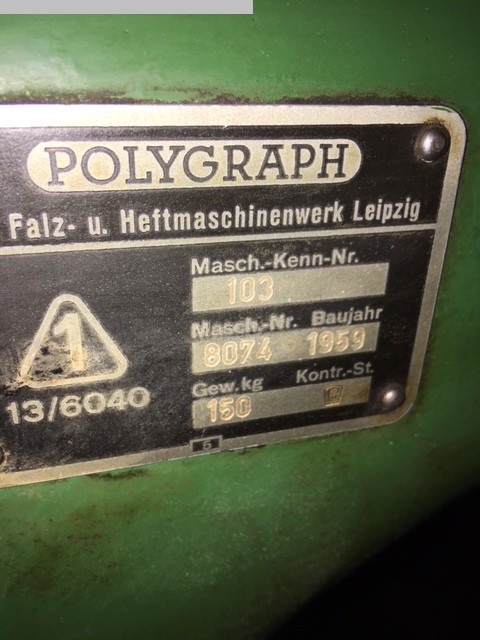 POLYGRAPH
Falz- u. Heftmaschinenwerk Leipzig
Masch.-Kenn-Nr.
103
Masch.-Nr. Baujahr
8074 1959
Gew.kg Kontr.-St.
150
1
13/6040
5